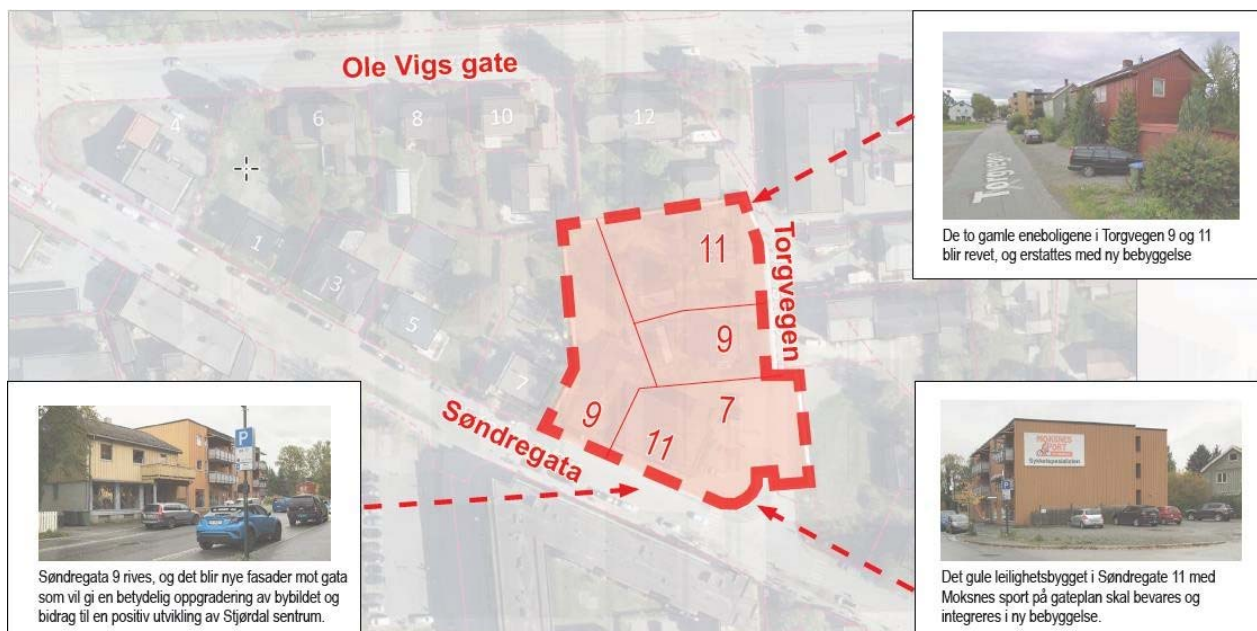 Ole Vigs gate
4
6
8
10
12
1
3
5
7
11
9
7
9
11
Torgvegen
Søndregata
Torgvegen
De to gamle eneboligene i Torgvegen 9 og 11
blir revet, og erstattes med ny bebyggelse
P
Søndregata 9 rives, og det blir nye fasader mot gata
som vil gi en betydelig oppgradering av bybildet og
bidrag til en positiv utvikling av Stjørdal sentrum.
MOKSNES
SPORT
Det gule leilighetsbygget i Søndregate 11 med
Moksnes sport på gateplan skal bevares og
integreres i ny bebyggelse.